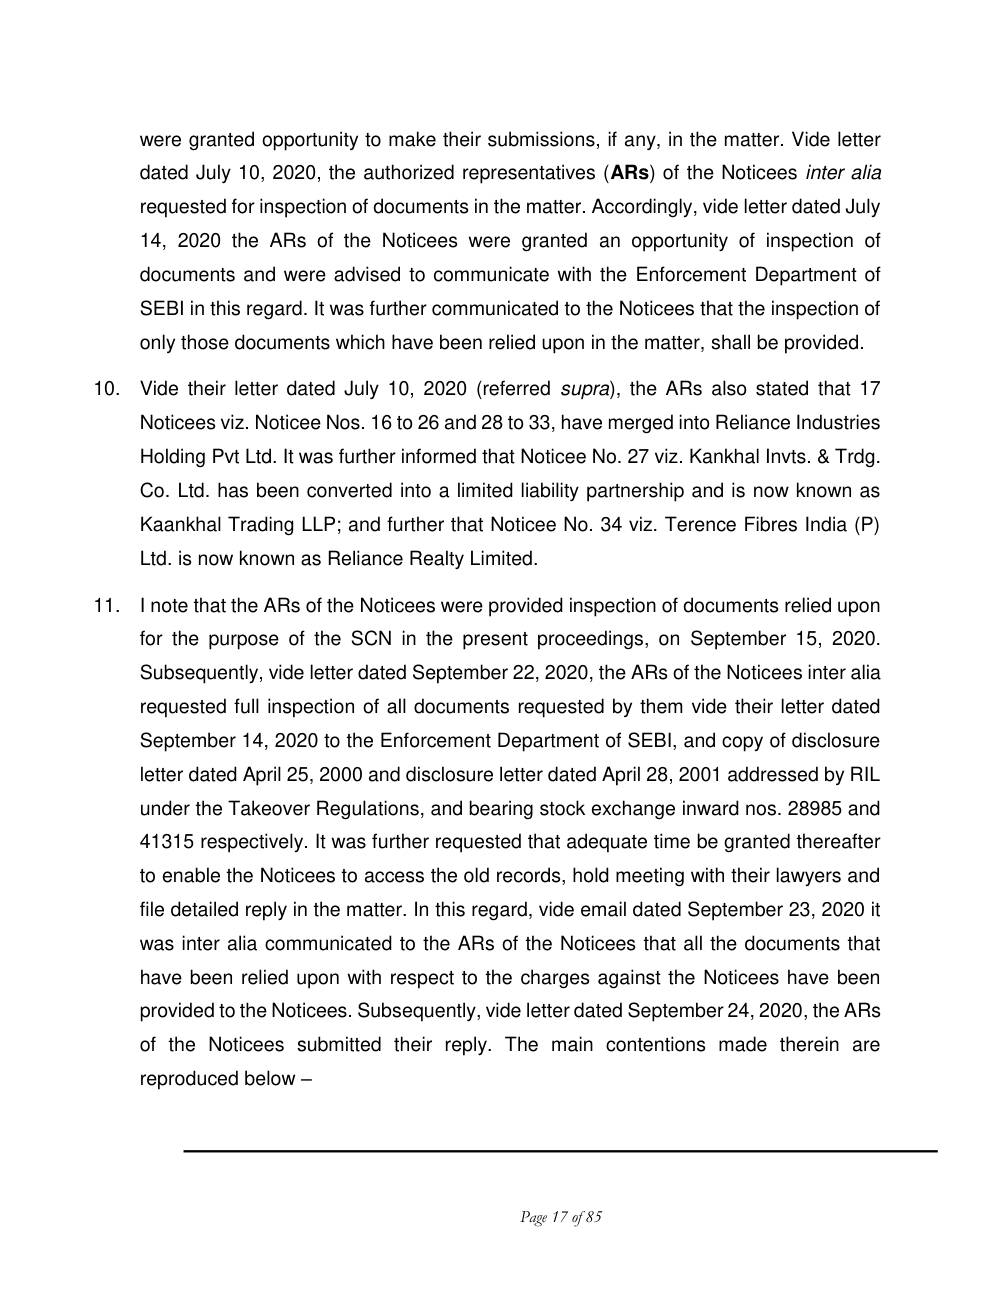 were granted opportunity to make their submissions, if any, in the matter. Vide letter
dated July 10, 2020, the authorized representatives (ARs) of the Noticees inter alia
requested for inspection of documents in the matter. Accordingly, vide letter dated July
14, 2020 the ARs of the Noticees were granted an opportunity of inspection of
documents and were advised to communicate with the Enforcement Department of
SEBI in this regard. It was further communicated to the Noticees that the inspection of
only those documents which have been relied upon in the matter, shall be provided.
10. Vide their letter dated July 10, 2020 (referred supra), the ARs also stated that 17
Noticees viz. Noticee Nos. 16 to 26 and 28 to 33, have merged into Reliance Industries
Holding Pvt Ltd. It was further informed that Noticee No. 27 viz. Kankhal Invts. & Trdg.
Co. Ltd. has been converted into a limited liability partnership and is now known as
Kaankhal Trading LLP; and further that Noticee No. 34 viz. Terence Fibres India (P)
Ltd. is now known as Reliance Realty Limited.
11. I note that the ARs of the Noticees were provided inspection of documents relied upon
for the purpose of the SCN in the present proceedings, on September 15, 2020.
Subsequently, vide letter dated September 22, 2020, the ARs of the Noticees inter alia
requested full inspection of all documents requested by them vide their letter dated
September 14, 2020 to the Enforcement Department of SEBI, and copy of disclosure
letter dated April 25, 2000 and disclosure letter dated April 28, 2001 addressed by RIL
under the Takeover Regulations, and bearing stock exchange inward nos. 28985 and
41315 respectively. It was further requested that adequate time be granted thereafter
to enable the Noticees to access the old records, hold meeting with their lawyers and
file detailed reply in the matter. In this regard, vide email dated September 23, 2020 it
was inter alia communicated to the ARs of the Noticees that all the documents that
have been relied upon with respect to the charges against the Noticees have been
provided to the Noticees. Subsequently, vide letter dated September 24, 2020, the ARs
of the Noticees submitted their reply. The main contentions made therein are
reproduced below –
Page 17 of 85